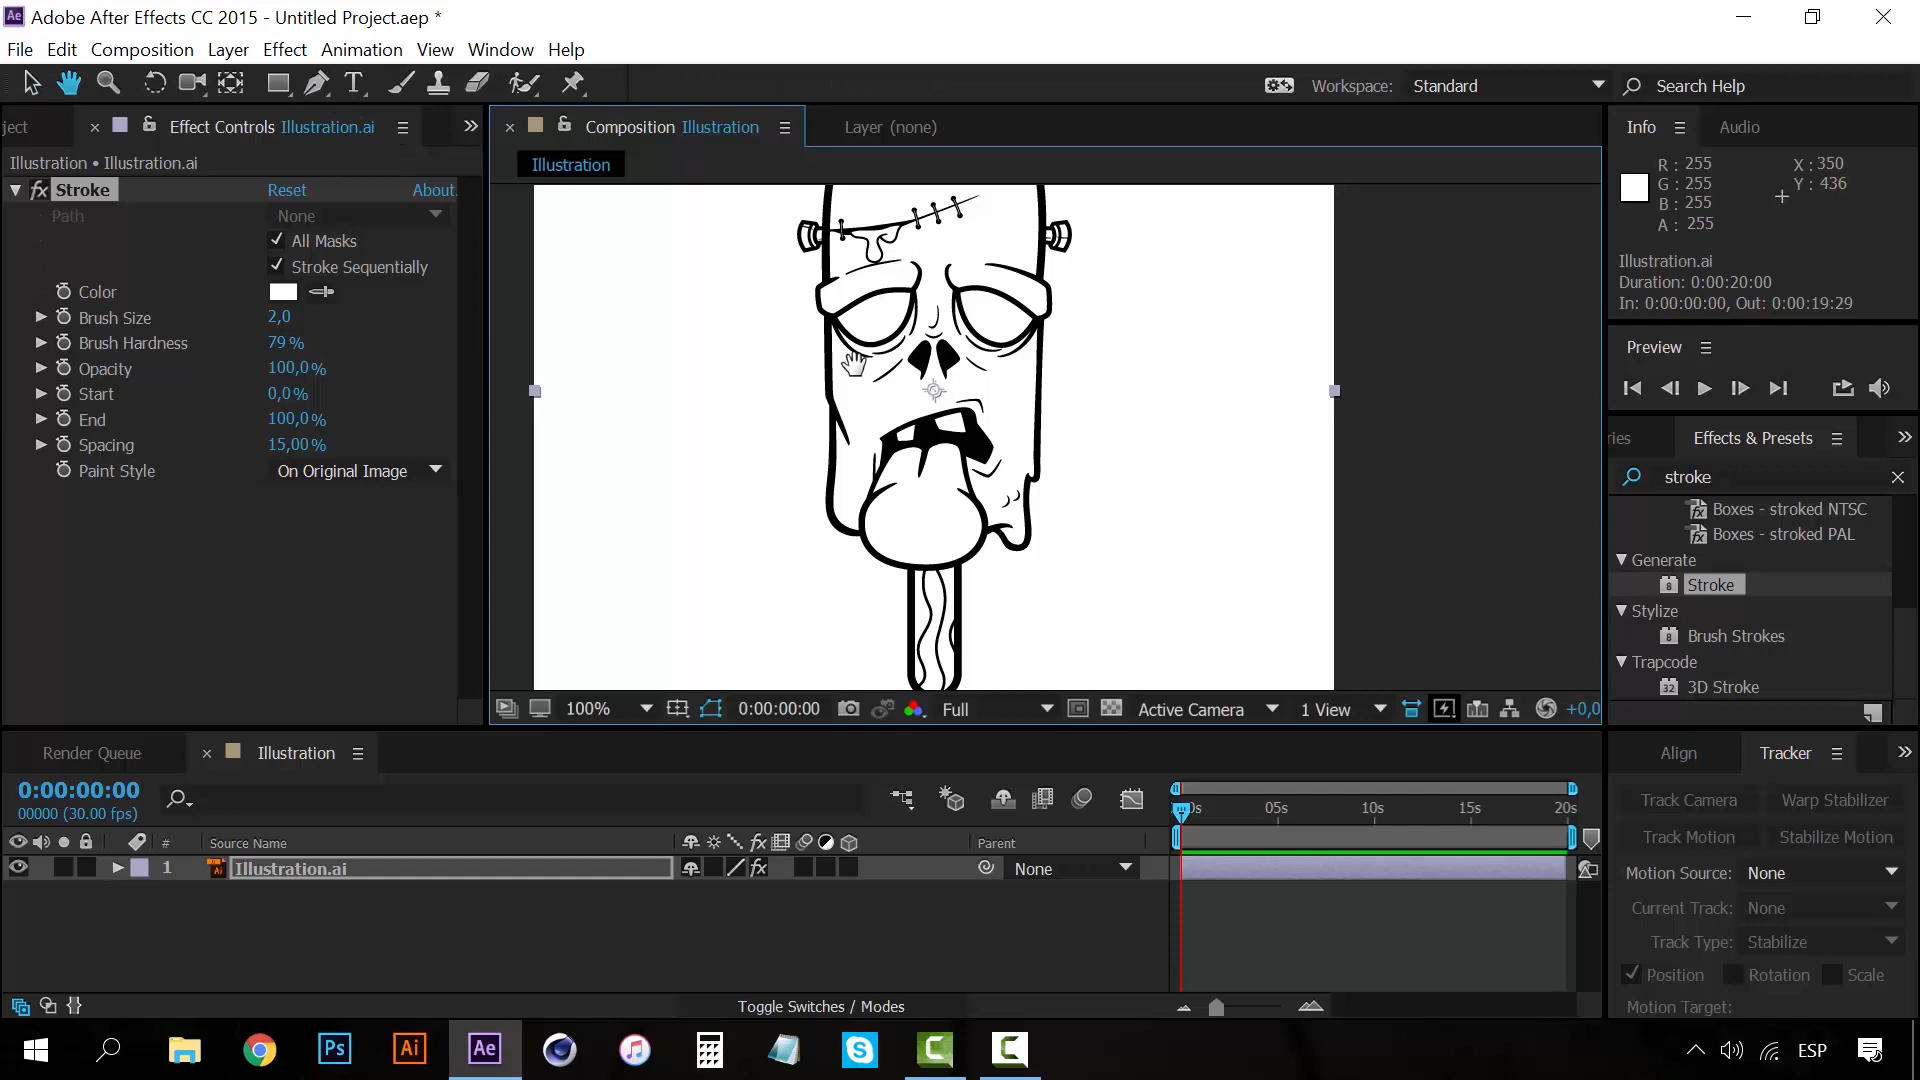 Adobe After Effects CC 2015 - Untitled Project.aep *
File Edit Composition Layer Effect Animation View Window Help
Workspace: Standard Search Help
ject Effect Controls Illustration.ai
Illustration • Illustration.ai
fx Stroke Reset About.
Path None
All Masks
Stroke Sequentially
Color
Brush Size 2,0
Brush Hardness 79 %
Opacity 100,0 %
Start 0,0 %
End 100,0 %
Spacing 15,00 %
Paint Style On Original Image
Composition Illustration Layer (none)
Illustration
100% 0:00:00:00 Full Active Camera 1 View +0,0
Info Audio
R : 255 X : 350
G : 255 Y : 436
B : 255
A : 255
Illustration.ai
Duration: 0:00:20:00
In: 0:00:00:00, Out: 0:00:19:29
Preview
ries Effects & Presets
stroke
Boxes - stroked NTSC
Boxes - stroked PAL
Generate
Stroke
Stylize
Brush Strokes
Trapcode
3D Stroke
Render Queue Illustration
0:00:00:00
00000 (30.00 fps)
0s 05s 10s 15s 20s
# Source Name fx Parent
1 Illustration.ai fx None
Toggle Switches / Modes
Align Tracker
Track Camera Warp Stabilizer
Track Motion Stabilize Motion
Motion Source: None
Current Track: None
Track Type: Stabilize
Position Rotation Scale
Motion Target:
Ps Ai Ae ESP